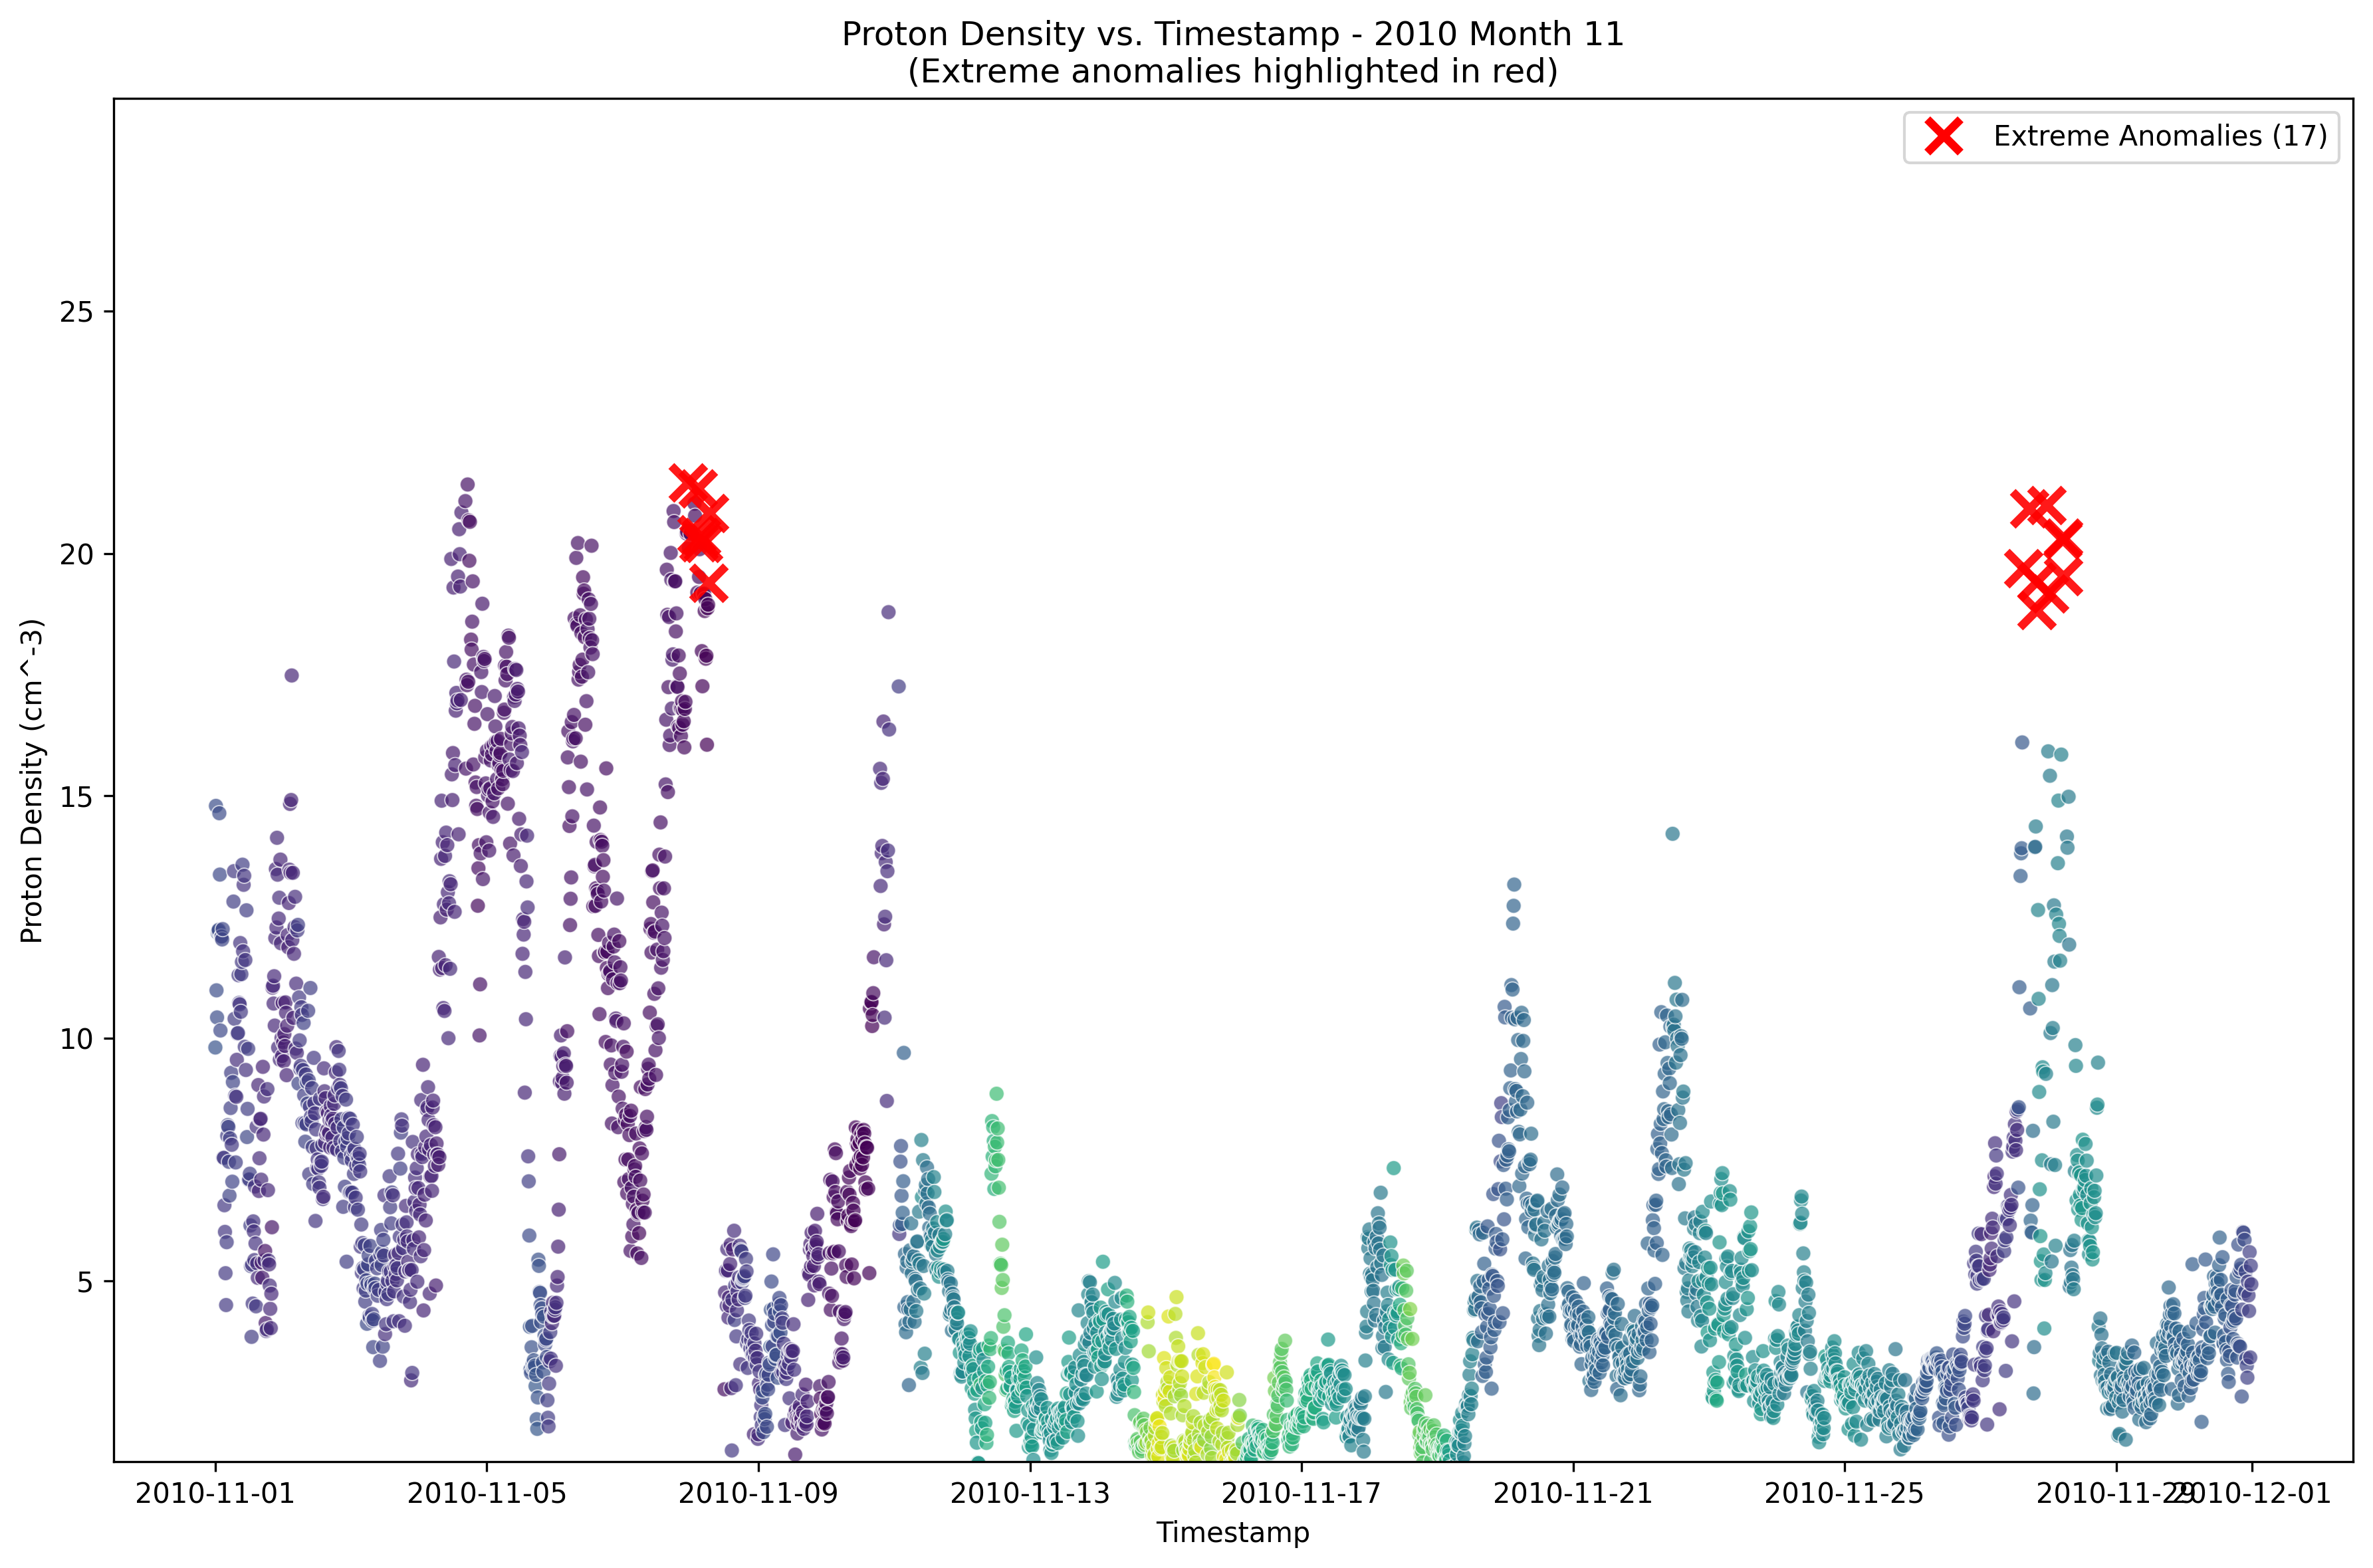 Proton Density vs. Timestamp - 2010 Month 11
(Extreme anomalies highlighted in red)
Extreme Anomalies (17)
Proton Density (cm^-3)
25
20
15
10
5
2010-11-01
2010-11-05
2010-11-09
2010-11-13
2010-11-17
2010-11-21
2010-11-25
2010-11-29
2010-12-01
Timestamp